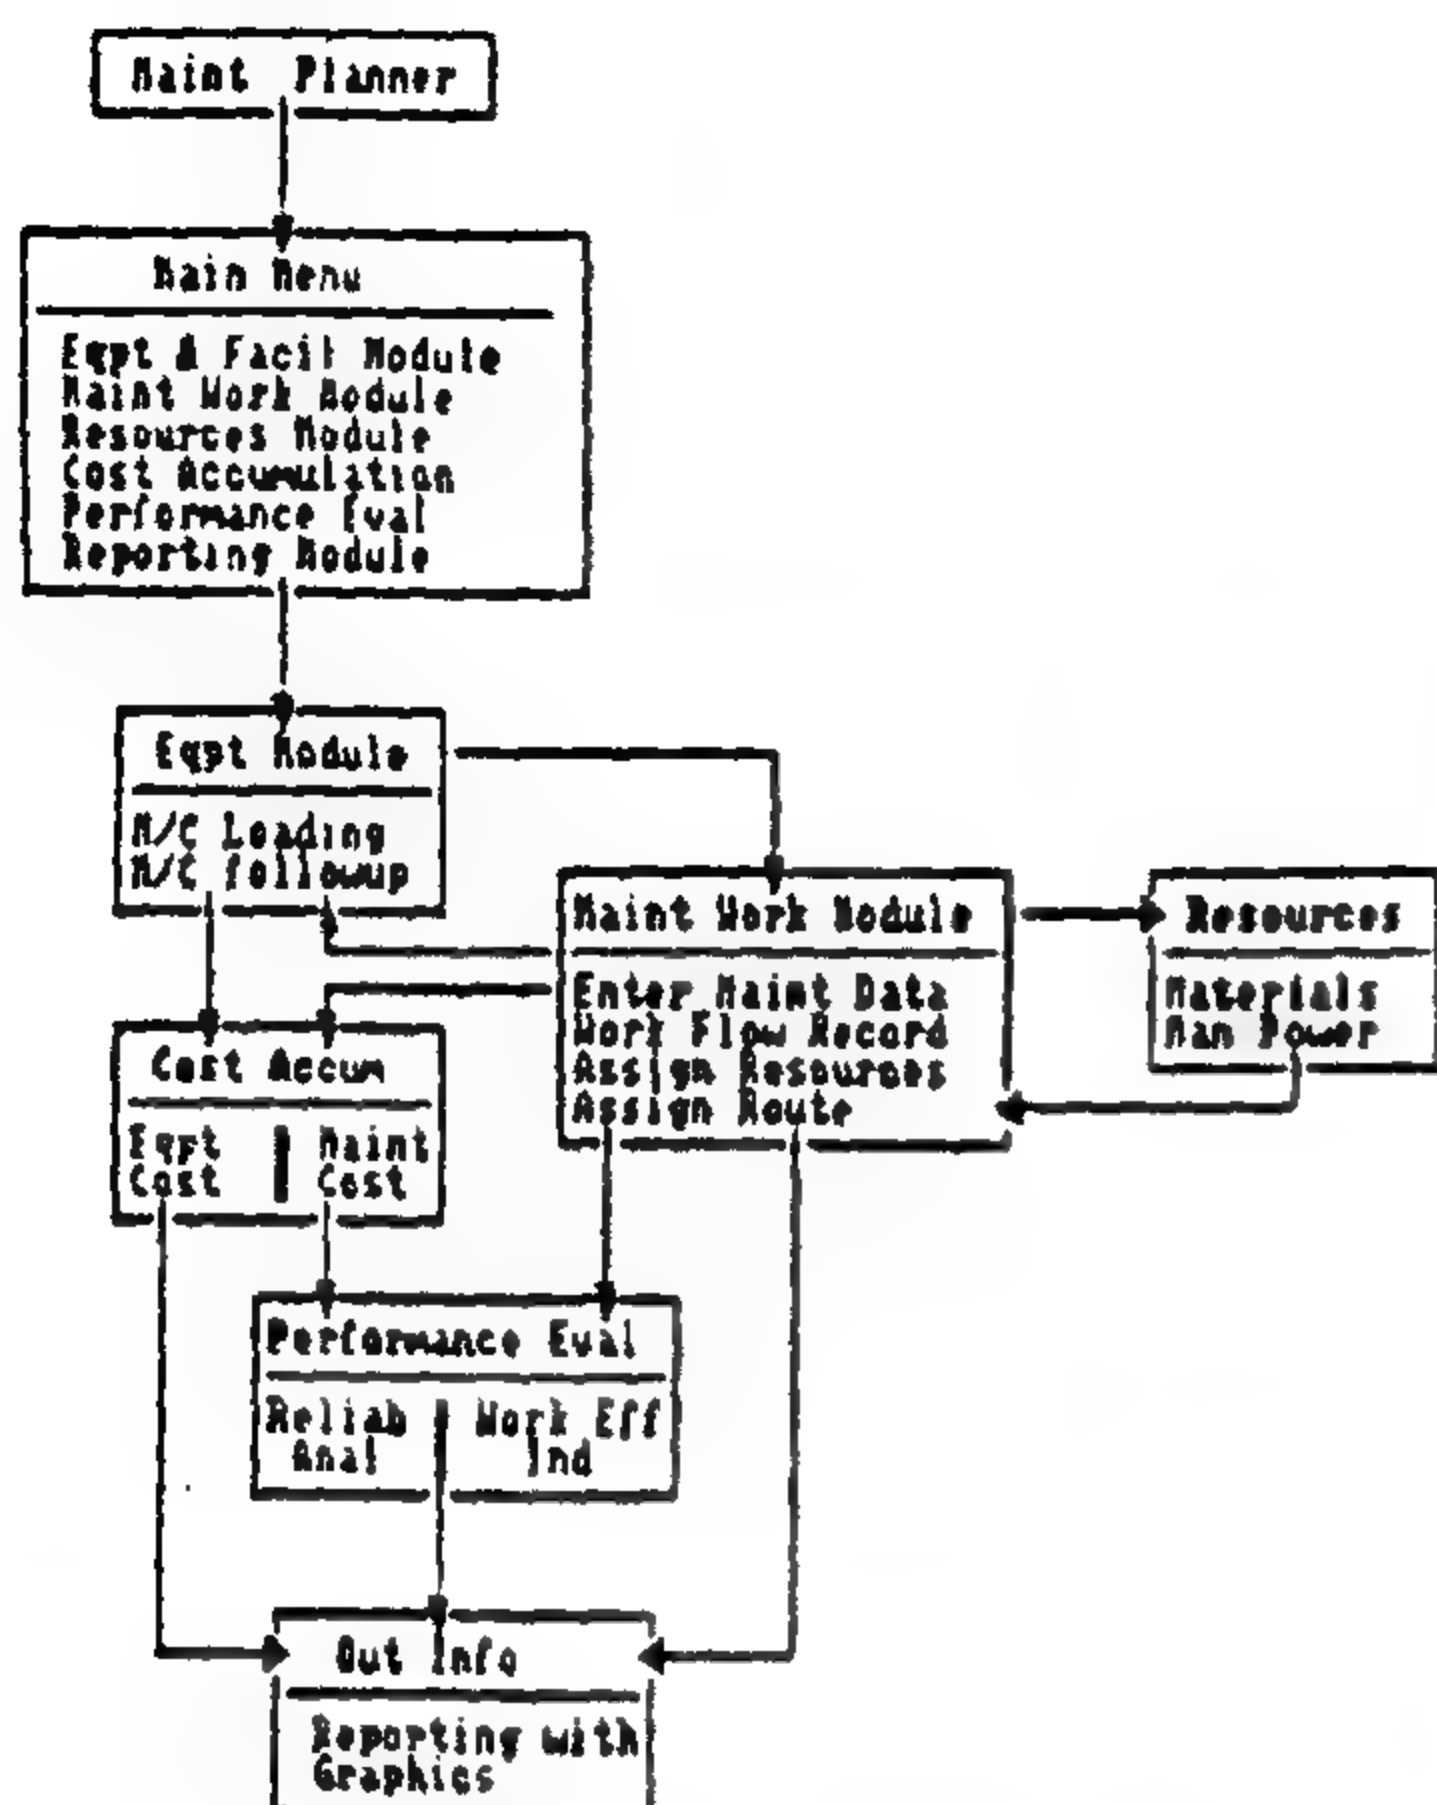 Maint Planner
Main Menu
Eqpt & Facil Module
Maint Work Module
Resources Module
Cost Accumulation
Performance Eval
Reporting Module
Eqpt Module
M/C Loading
M/C followup
Maint Work Module
Enter Maint Data
Work Flow Record
Assign Resources
Assign Route
Resources
Materials
Man Power
Cost Accum
Eqpt Maint
Cost Cost
Performance Eval
Reliab Work Eff
Anal Ind
Out Info
Reporting with
Graphics